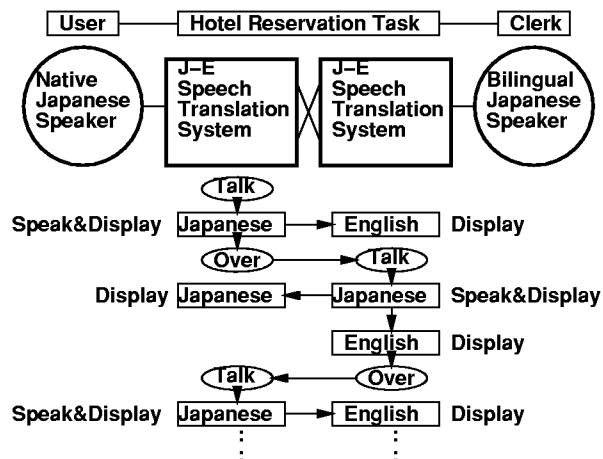 User Hotel Reservation Task Clerk
Native
Japanese
Speaker
J-E
Speech
Translation
System
J-E
Speech
Translation
System
Bilingual
Japanese
Speaker
Talk
Speak&Display Japanese English Display
Over Talk
Display Japanese Japanese Speak&Display
English Display
Talk Over
Speak&Display Japanese English Display